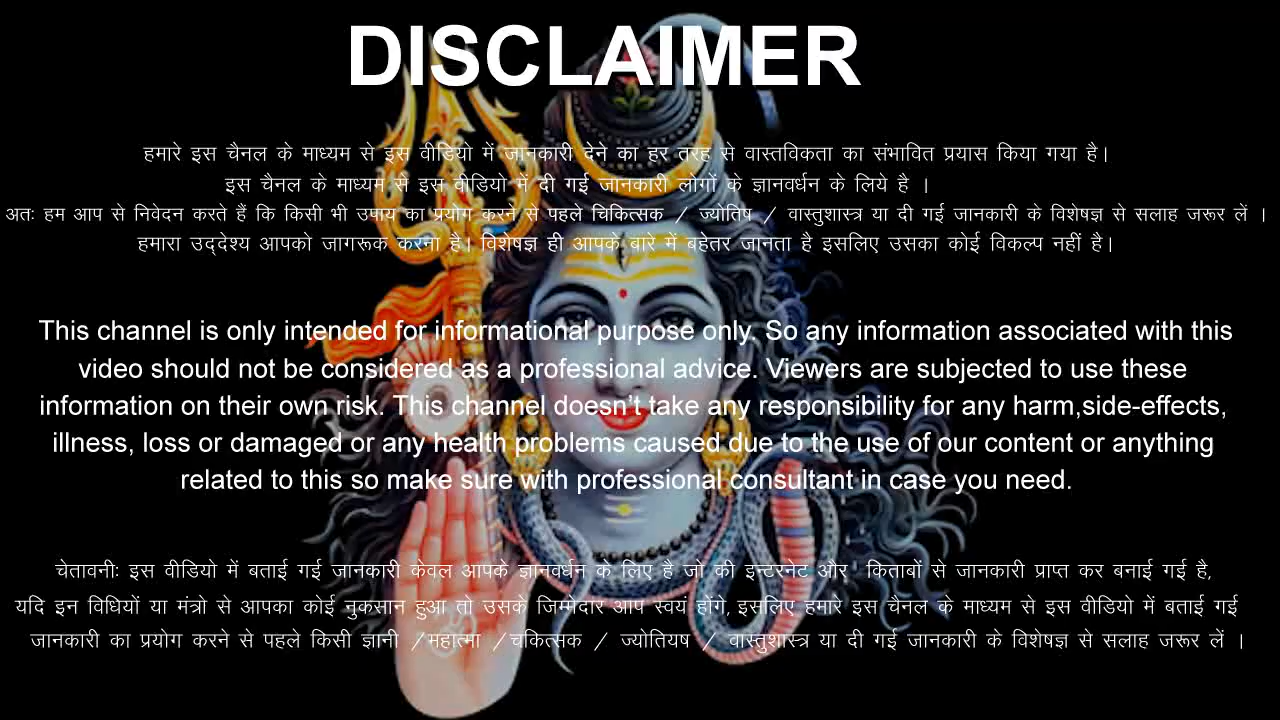 DISCLAIMER
हमारे इस चैनल के माध्यम से इस वीडियो में जानकारी देने का हर तरह से वास्तविकता का संभावित प्रयास किया गया है।
इस चैनल के माध्यम से इस वीडियो में दी गई जानकारी लोगों के ज्ञानवर्धन के लिये है ।
अतः हम आप से निवेदन करते हैं कि किसी भी उपाय का प्रयोग करने से पहले चिकित्सक / ज्योतिष / वास्तुशास्त्र या दी गई जानकारी के विशेषज्ञ से सलाह जरूर लें ।
हमारा उद्देश्य आपको जागरूक करना है। विशेषज्ञ ही आपके बारे में बहेतर जानता है इसलिए उसका कोई विकल्प नहीं है।
This channel is only intended for informational purpose only. So any information associated with this
video should not be considered as a professional advice. Viewers are subjected to use these
information on their own risk. This channel doesn't take any responsibility for any harm,side-effects,
illness, loss or damaged or any health problems caused due to the use of our content or anything
related to this so make sure with professional consultant in case you need.
चेतावनीः इस वीडियो में बताई गई जानकारी केवल आपके ज्ञानवर्धन के लिए है जो की इन्टरनेट और किताबों से जानकारी प्राप्त कर बनाई गई है,
यदि इन विधियों या मंत्रो से आपका कोई नुकसान हुआ तो उसके जिम्मेदार आप स्वयं होंगे, इसलिए हमारे इस चैनल के माध्यम से इस वीडियो में बताई गई
जानकारी का प्रयोग करने से पहले किसी ज्ञानी /महात्मा /चकित्सक / ज्योतियष / वास्तुशास्त्र या दी गई जानकारी के विशेषज्ञ से सलाह जरूर लें ।